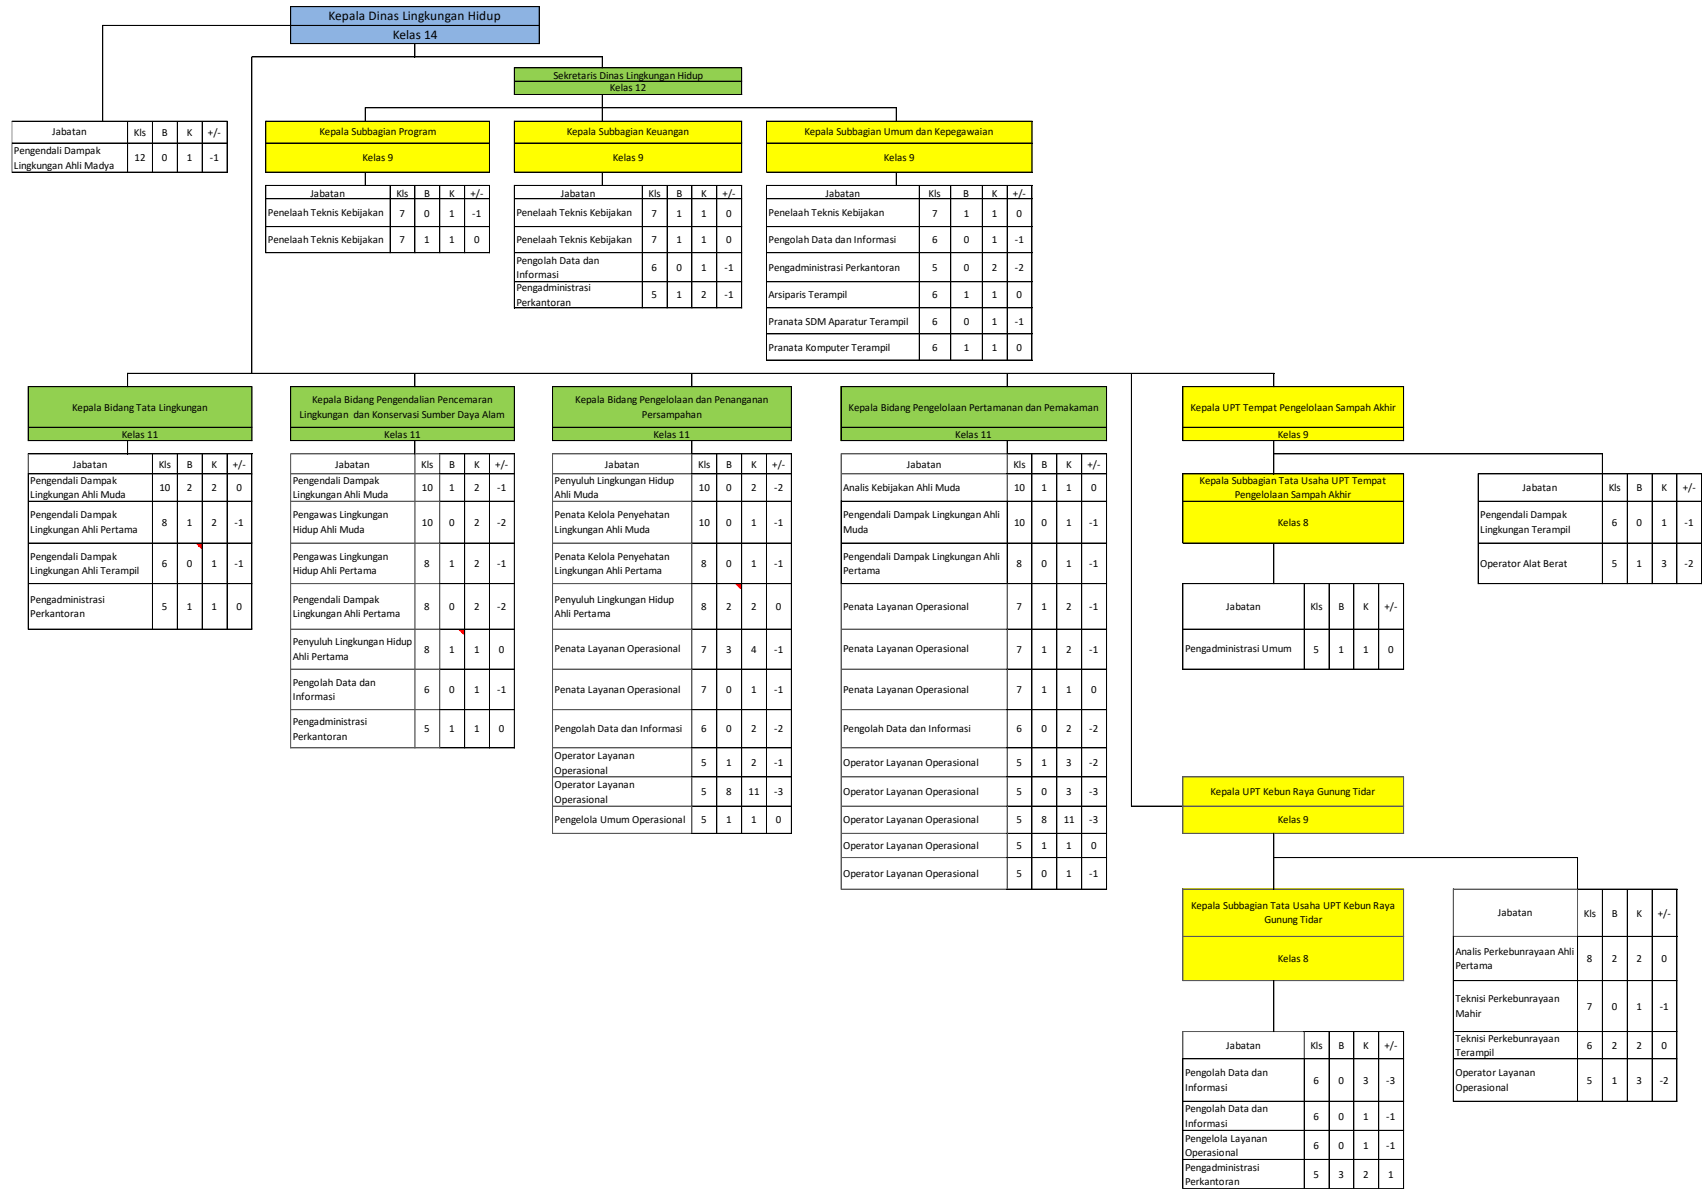 Kepala Dinas Lingkungan Hidup
Kelas 14
Sekretaris Dinas Lingkungan Hidup
Kelas 12
Jabatan Kls B K +/-
Pengendali Dampak
Lingkungan Ahli Madya 12 0 1 -1
Kepala Subbagian Program
Kelas 9
Jabatan Kls B K +/-
Penelaah Teknis Kebijakan 7 0 1 -1
Penelaah Teknis Kebijakan 7 1 1 0
Kepala Subbagian Keuangan
Kelas 9
Jabatan Kls B K +/-
Penelaah Teknis Kebijakan 7 1 1 0
Penelaah Teknis Kebijakan 7 1 1 0
Pengolah Data dan
Informasi 6 0 1 -1
Pengadministrasi
Perkantoran 5 1 2 -1
Kepala Subbagian Umum dan Kepegawaian
Kelas 9
Jabatan Kls B K +/-
Penelaah Teknis Kebijakan 7 1 1 0
Pengolah Data dan Informasi 6 0 1 -1
Pengadministrasi Perkantoran 5 0 2 -2
Arsiparis Terampil 6 1 1 0
Pranata SDM Aparatur Terampil 6 0 1 -1
Pranata Komputer Terampil 6 1 1 0
Kepala Bidang Tata Lingkungan
Kelas 11
Jabatan Kls B K +/-
Pengendali Dampak
Lingkungan Ahli Muda 10 2 2 0
Pengendali Dampak
Lingkungan Ahli Pertama 8 1 2 -1
Pengendali Dampak
Lingkungan Ahli Terampil 6 0 1 -1
Pengadministrasi
Perkantoran 5 1 1 0
Kepala Bidang Pengendalian Pencemaran
Lingkungan dan Konservasi Sumber Daya Alam
Kelas 11
Jabatan Kls B K +/-
Pengendali Dampak
Lingkungan Ahli Muda 10 1 2 -1
Pengawas Lingkungan
Hidup Ahli Muda 10 0 2 -2
Pengawas Lingkungan
Hidup Ahli Pertama 8 1 2 -1
Pengendali Dampak
Lingkungan Ahli Pertama 8 0 2 -2
Penyuluh Lingkungan Hidup
Ahli Pertama 8 1 1 0
Pengolah Data dan
Informasi 6 0 1 -1
Pengadministrasi
Perkantoran 5 1 1 0
Kepala Bidang Pengelolaan dan Penanganan
Persampahan
Kelas 11
Jabatan Kls B K +/-
Penyuluh Lingkungan Hidup
Ahli Muda 10 0 2 -2
Penata Kelola Penyehatan
Lingkungan Ahli Muda 10 0 1 -1
Penata Kelola Penyehatan
Lingkungan Ahli Pertama 8 0 1 -1
Penyuluh Lingkungan Hidup
Ahli Pertama 8 2 2 0
Penata Layanan Operasional 7 3 4 -1
Penata Layanan Operasional 7 0 1 -1
Pengolah Data dan Informasi 6 0 2 -2
Operator Layanan
Operasional 5 1 2 -1
Operator Layanan
Operasional 5 8 11 -3
Pengelola Umum Operasional 5 1 1 0
Kepala Bidang Pengelolaan Pertamanan dan Pemakaman
Kelas 11
Jabatan Kls B K +/-
Analis Kebijakan Ahli Muda 10 1 1 0
Pengendali Dampak Lingkungan Ahli
Muda 10 0 1 -1
Pengendali Dampak Lingkungan Ahli
Pertama 8 0 1 -1
Penata Layanan Operasional 7 1 2 -1
Penata Layanan Operasional 7 1 2 -1
Penata Layanan Operasional 7 1 1 0
Pengolah Data dan Informasi 6 0 2 -2
Operator Layanan Operasional 5 1 3 -2
Operator Layanan Operasional 5 0 3 -3
Operator Layanan Operasional 5 8 11 -3
Operator Layanan Operasional 5 1 1 0
Operator Layanan Operasional 5 0 1 -1
Kepala UPT Tempat Pengelolaan Sampah Akhir
Kelas 9
Kepala Subbagian Tata Usaha UPT Tempat
Pengelolaan Sampah Akhir
Kelas 8
Jabatan Kls B K +/-
Pengadministrasi Umum 5 1 1 0
Jabatan Kls B K +/-
Pengendali Dampak
Lingkungan Terampil 6 0 1 -1
Operator Alat Berat 5 1 3 -2
Kepala UPT Kebun Raya Gunung Tidar
Kelas 9
Kepala Subbagian Tata Usaha UPT Kebun Raya
Gunung Tidar
Kelas 8
Jabatan Kls B K +/-
Pengolah Data dan
Informasi 6 0 3 -3
Pengolah Data dan
Informasi 6 0 1 -1
Pengelola Layanan
Operasional 6 0 1 -1
Pengadministrasi
Perkantoran 5 3 2 1
Jabatan Kls B K +/-
Analis Perkebunrayaan Ahli
Pertama 8 2 2 0
Teknisi Perkebunrayaan
Mahir 7 0 1 -1
Teknisi Perkebunrayaan
Terampil 6 2 2 0
Operator Layanan
Operasional 5 1 3 -2